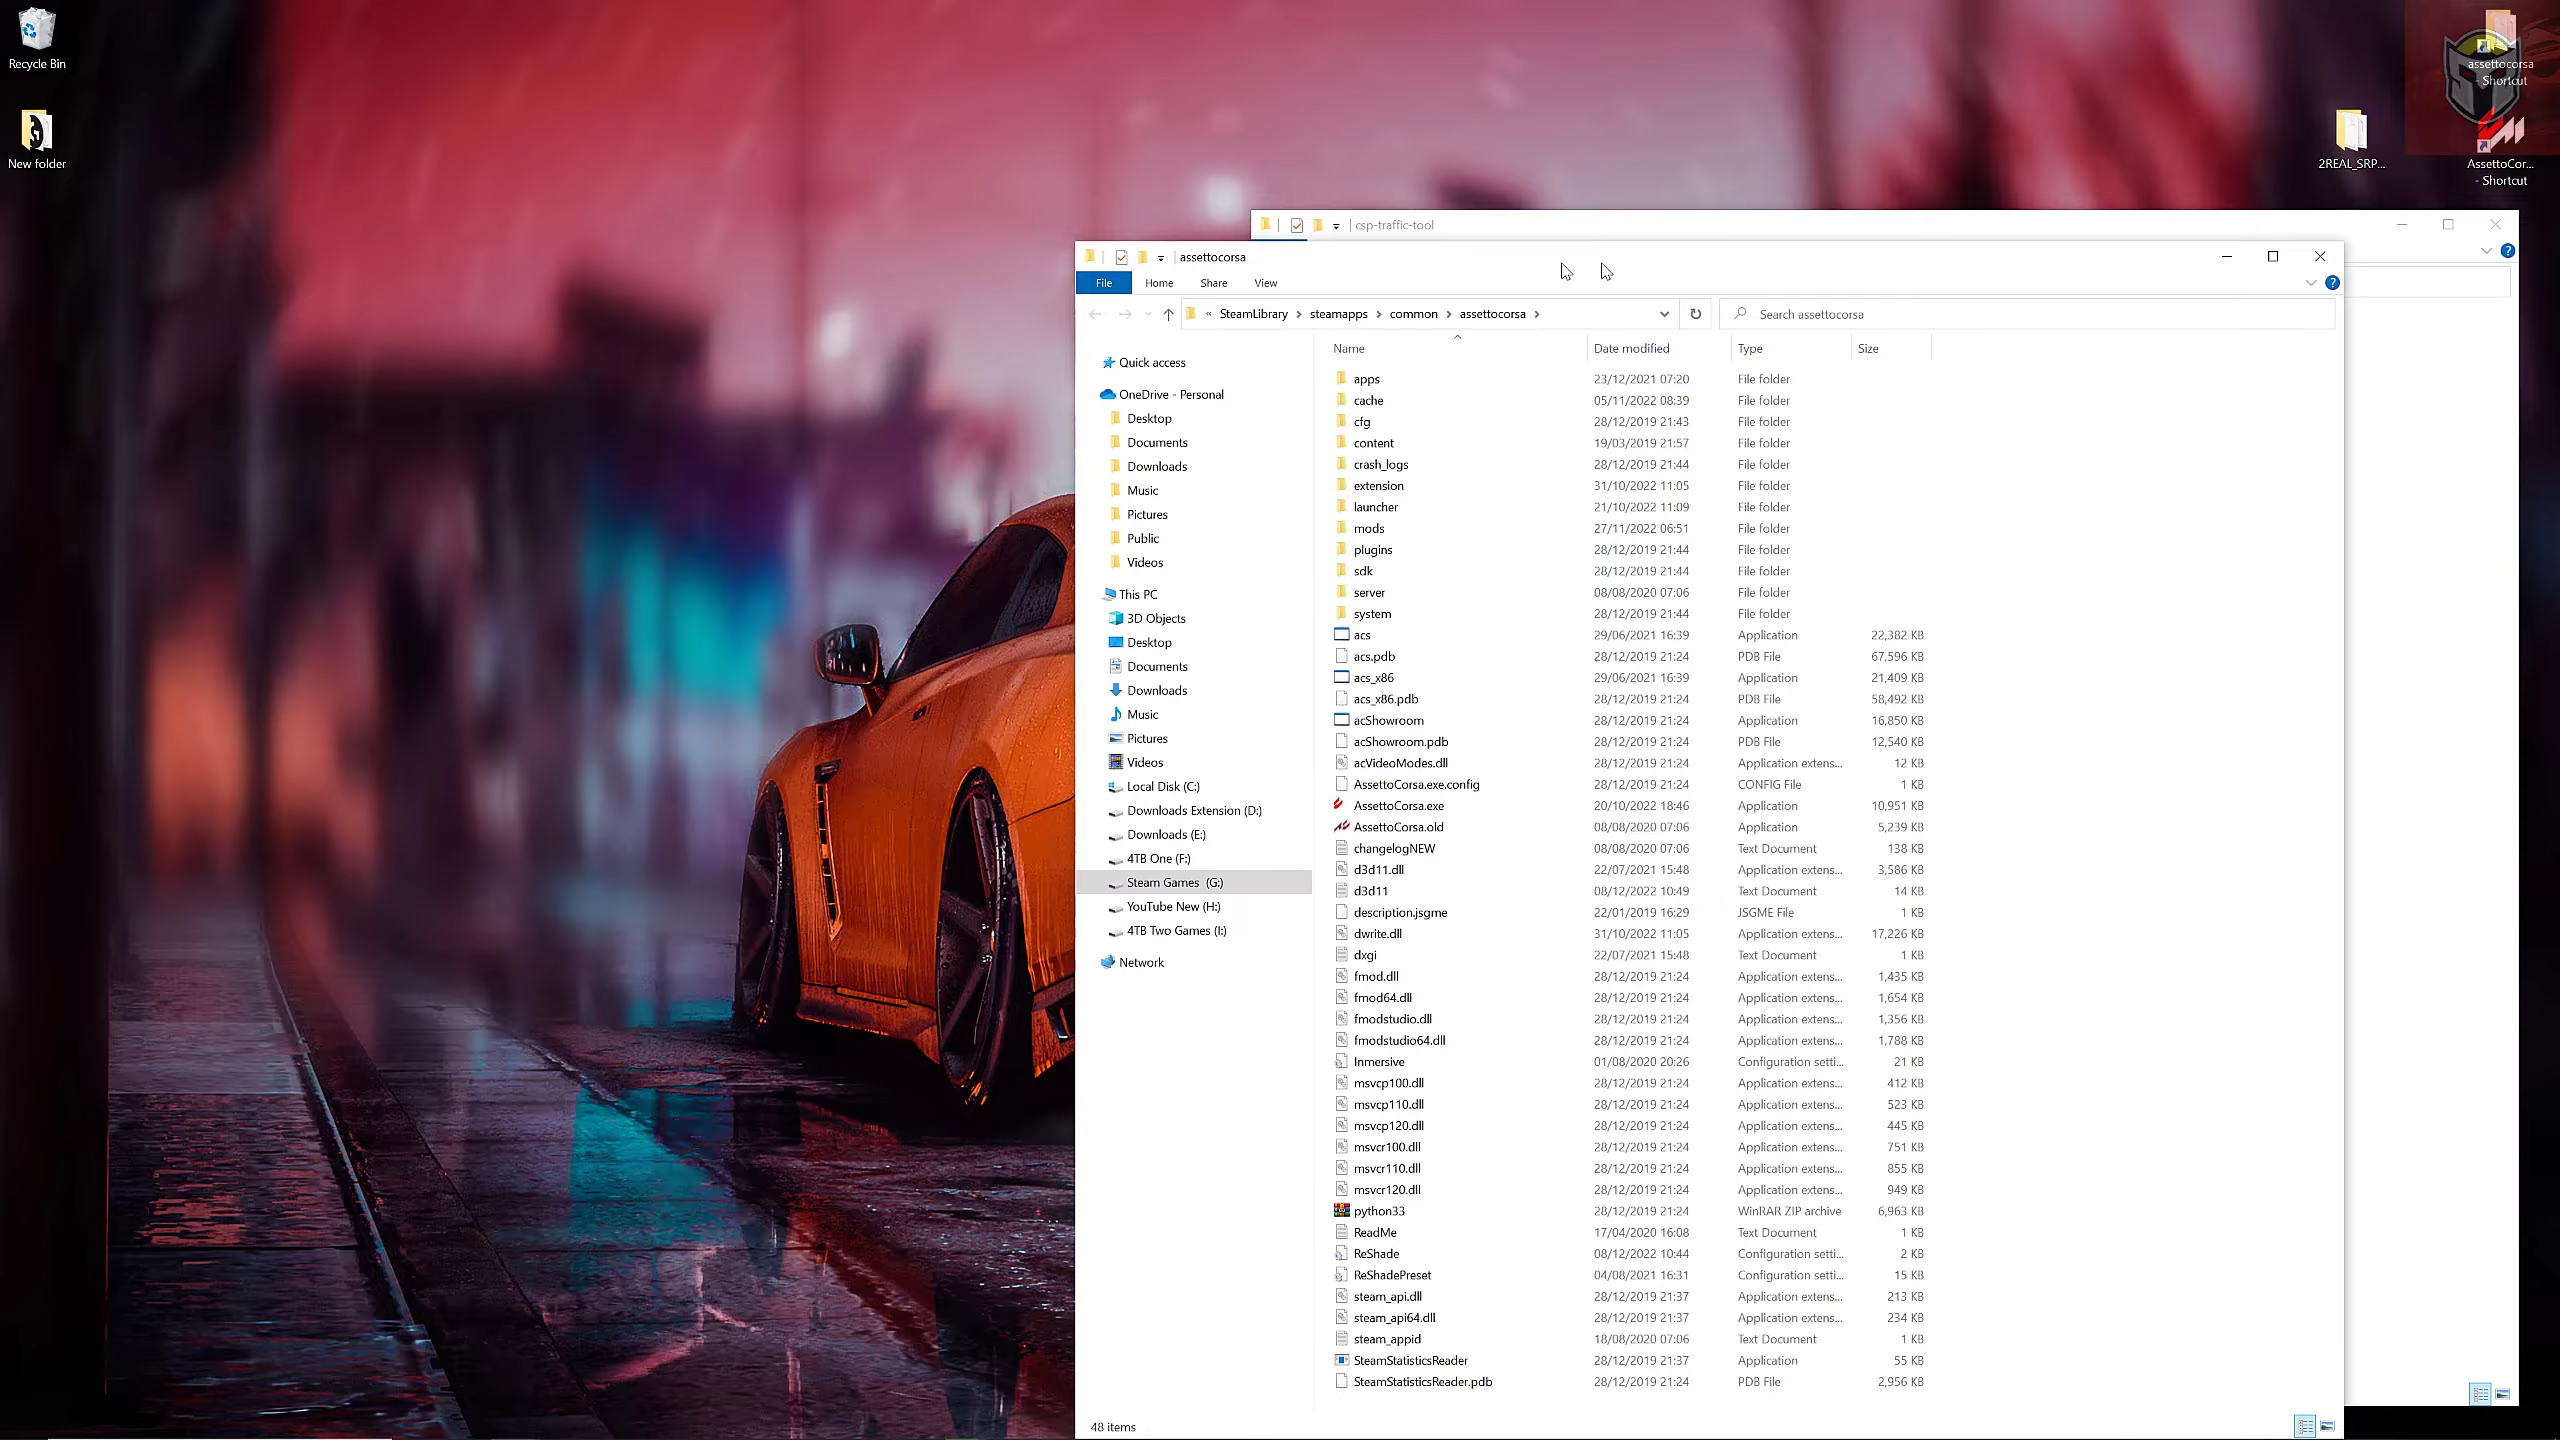 Recycle Bin
New folder
assettocorsa
- Shortcut
2REAL_SRP...
AssettoCor...
- Shortcut
csp-traffic-tool
assettocorsa
File Home Share View
« SteamLibrary > steamapps > common > assettocorsa >
Search assettocorsa
Quick access
OneDrive - Personal
Desktop
Documents
Downloads
Music
Pictures
Public
Videos
This PC
3D Objects
Desktop
Documents
Downloads
Music
Pictures
Videos
Local Disk (C:)
Downloads Extension (D:)
Downloads (E:)
4TB One (F:)
Steam Games (G:)
YouTube New (H:)
4TB Two Games (I:)
Network
Name Date modified Type Size
apps 23/12/2021 07:20 File folder
cache 05/11/2022 08:39 File folder
cfg 28/12/2019 21:43 File folder
content 19/03/2019 21:57 File folder
crash_logs 28/12/2019 21:44 File folder
extension 31/10/2022 11:05 File folder
launcher 21/10/2022 11:09 File folder
mods 27/11/2022 06:51 File folder
plugins 28/12/2019 21:44 File folder
sdk 28/12/2019 21:44 File folder
server 08/08/2020 07:06 File folder
system 28/12/2019 21:44 File folder
acs 29/06/2021 16:39 Application 22,382 KB
acs.pdb 28/12/2019 21:24 PDB File 67,596 KB
acs_x86 29/06/2021 16:39 Application 21,409 KB
acs_x86.pdb 28/12/2019 21:24 PDB File 58,492 KB
acShowroom 28/12/2019 21:24 Application 16,850 KB
acShowroom.pdb 28/12/2019 21:24 PDB File 12,540 KB
acVideoModes.dll 28/12/2019 21:24 Application extens... 12 KB
AssettoCorsa.exe.config 28/12/2019 21:24 CONFIG File 1 KB
AssettoCorsa.exe 20/10/2022 18:46 Application 10,951 KB
AssettoCorsa.old 08/08/2020 07:06 Application 5,239 KB
changelogNEW 08/08/2020 07:06 Text Document 138 KB
d3d11.dll 22/07/2021 15:48 Application extens... 3,586 KB
d3d11 08/12/2022 10:49 Text Document 14 KB
description.jsgme 22/01/2019 16:29 JSGME File 1 KB
dwrite.dll 31/10/2022 11:05 Application extens... 17,226 KB
dxgi 22/07/2021 15:48 Text Document 1 KB
fmod.dll 28/12/2019 21:24 Application extens... 1,435 KB
fmod64.dll 28/12/2019 21:24 Application extens... 1,654 KB
fmodstudio.dll 28/12/2019 21:24 Application extens... 1,356 KB
fmodstudio64.dll 28/12/2019 21:24 Application extens... 1,788 KB
Inmersive 01/08/2020 20:26 Configuration setti... 21 KB
msvcp100.dll 28/12/2019 21:24 Application extens... 412 KB
msvcp110.dll 28/12/2019 21:24 Application extens... 523 KB
msvcp120.dll 28/12/2019 21:24 Application extens... 445 KB
msvcr100.dll 28/12/2019 21:24 Application extens... 751 KB
msvcr110.dll 28/12/2019 21:24 Application extens... 855 KB
msvcr120.dll 28/12/2019 21:24 Application extens... 949 KB
python33 28/12/2019 21:24 WinRAR ZIP archive 6,963 KB
ReadMe 17/04/2020 16:08 Text Document 1 KB
ReShade 08/12/2022 10:44 Configuration setti... 2 KB
ReShadePreset 04/08/2021 16:31 Configuration setti... 15 KB
steam_api.dll 28/12/2019 21:37 Application extens... 213 KB
steam_api64.dll 28/12/2019 21:37 Application extens... 234 KB
steam_appid 18/08/2020 07:06 Text Document 1 KB
SteamStatisticsReader 28/12/2019 21:37 Application 55 KB
SteamStatisticsReader.pdb 28/12/2019 21:24 PDB File 2,956 KB
48 items